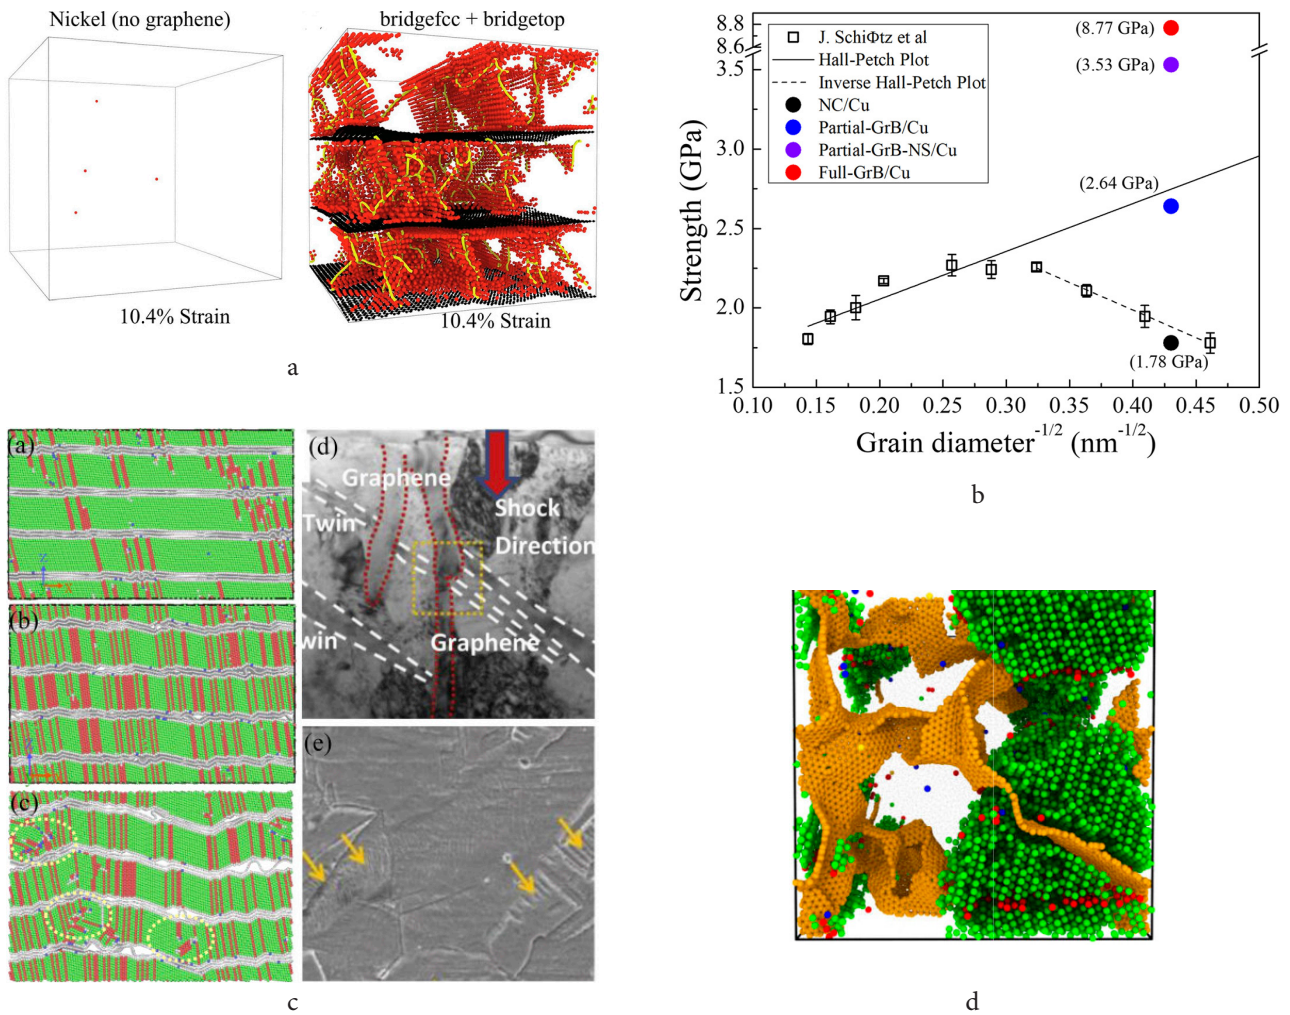 Nickel (no graphene)
bridgefcc + bridgetop
10.4% Strain
10.4% Strain
a
8.8
8.6
3.5
3.0
2.5
2.0
1.5
Strength (GPa)
J. SchiΦtz et al
Hall-Petch Plot
Inverse Hall-Petch Plot
NC/Cu
Partial-GrB/Cu
Partial-GrB-NS/Cu
Full-GrB/Cu
(8.77 GPa)
(3.53 GPa)
(2.64 GPa)
(1.78 GPa)
0.10 0.15 0.20 0.25 0.30 0.35 0.40 0.45 0.50
Grain diameter-1/2 (nm-1/2)
b
(a)
Z
X
(b)
(c)
(d)
Graphene
Shock
Direction
Twin
win
Graphene
(e)
c
d